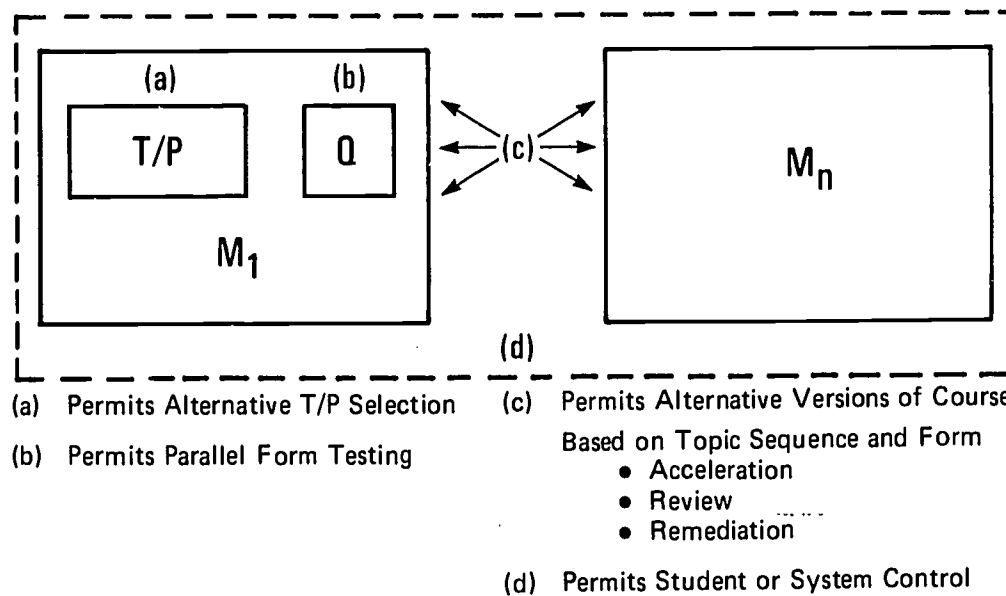 (a)
(b)
T/P
Q
(c)
M1
Mn
(d)
(a) Permits Alternative T/P Selection
(b) Permits Parallel Form Testing
(c) Permits Alternative Versions of Course
Based on Topic Sequence and Form
● Acceleration
● Review
● Remediation
(d) Permits Student or System Control